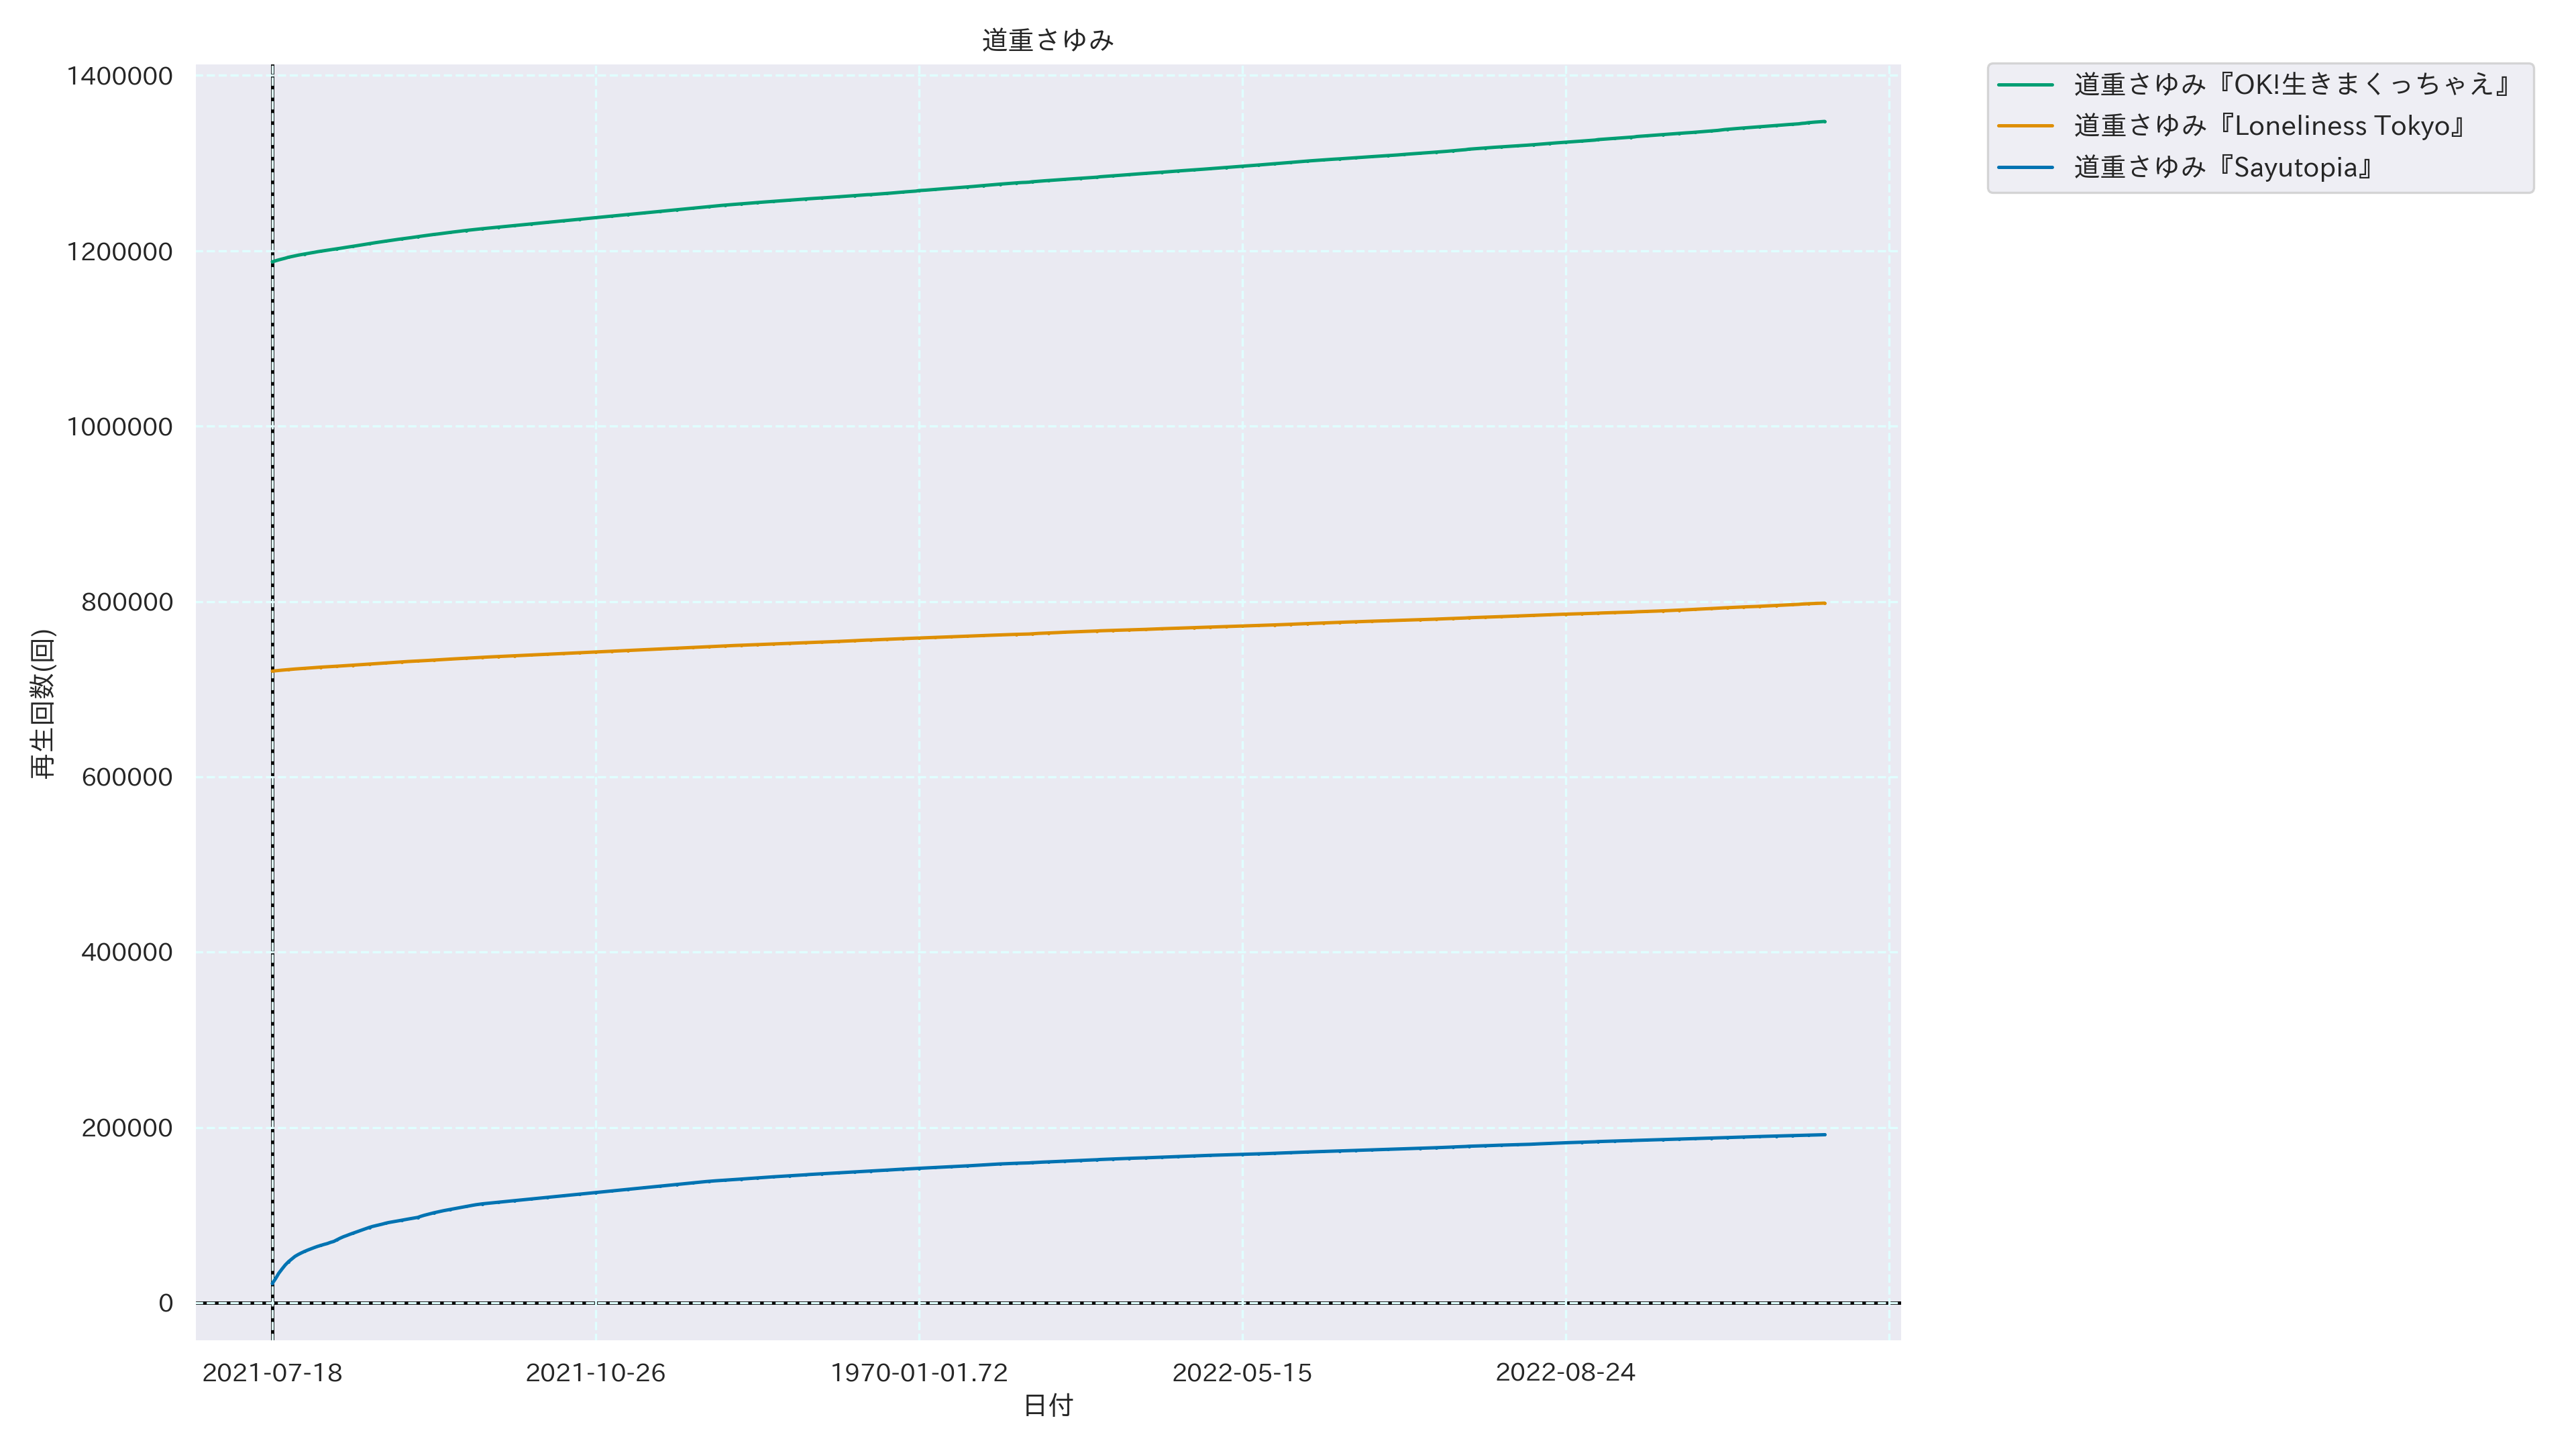 道重さゆみ
1400000
1200000
1000000
800000
600000
400000
200000
0
再生回数(回)
2021-07-18
2021-10-26
1970-01-01.72
2022-05-15
2022-08-24
日付
道重さゆみ『OK!生きまくっちゃえ』
道重さゆみ『Loneliness Tokyo』
道重さゆみ『Sayutopia』